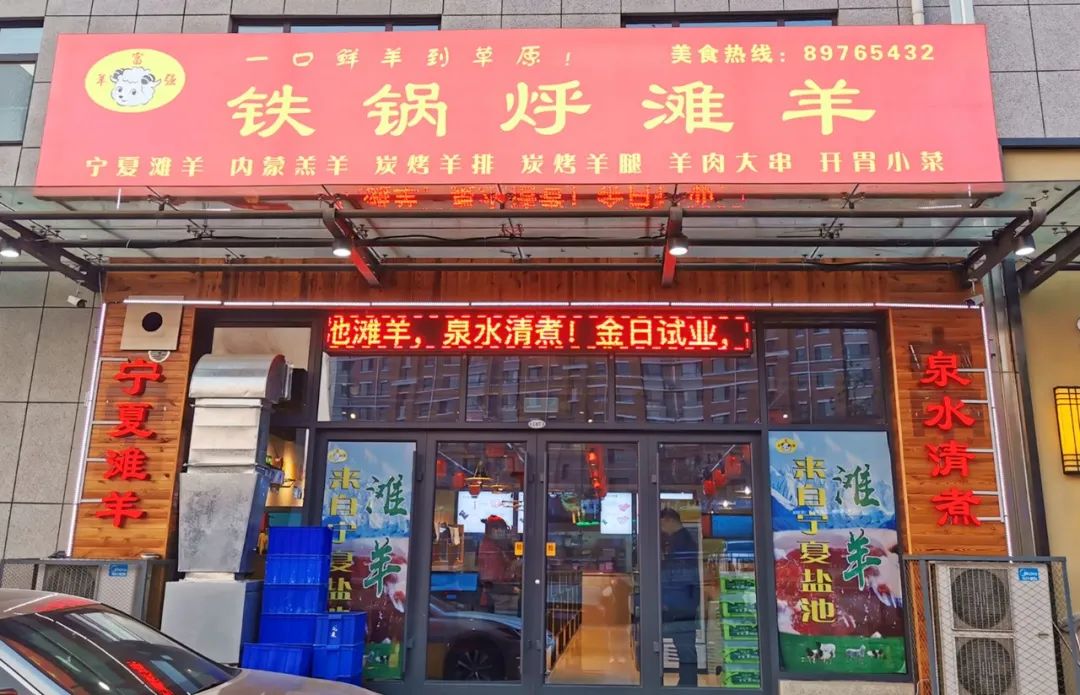 富
羊 强
一口鲜羊到草原！
美食热线：89765432
铁锅烀滩羊
宁夏滩羊 内蒙羔羊 炭烤羊排 炭烤羊腿 羊肉大串 开胃小菜
池滩羊，泉水清煮！金日试业，
宁夏滩羊
泉水清煮
滩羊
来自宁夏盐池
滩羊
来自宁夏盐池